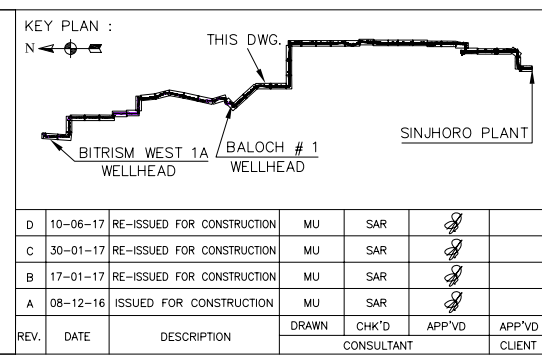 KEY PLAN :
N
THIS DWG.
SINJHORO PLANT
BITRISM WEST 1A
WELLHEAD
BALOCH # 1
WELLHEAD
D 10-06-17 RE-ISSUED FOR CONSTRUCTION MU SAR
C 30-01-17 RE-ISSUED FOR CONSTRUCTION MU SAR
B 17-01-17 RE-ISSUED FOR CONSTRUCTION MU SAR
A 08-12-16 ISSUED FOR CONSTRUCTION MU SAR
REV. DATE DESCRIPTION DRAWN CHK'D APP'VD APP'VD
CONSULTANT CLIENT